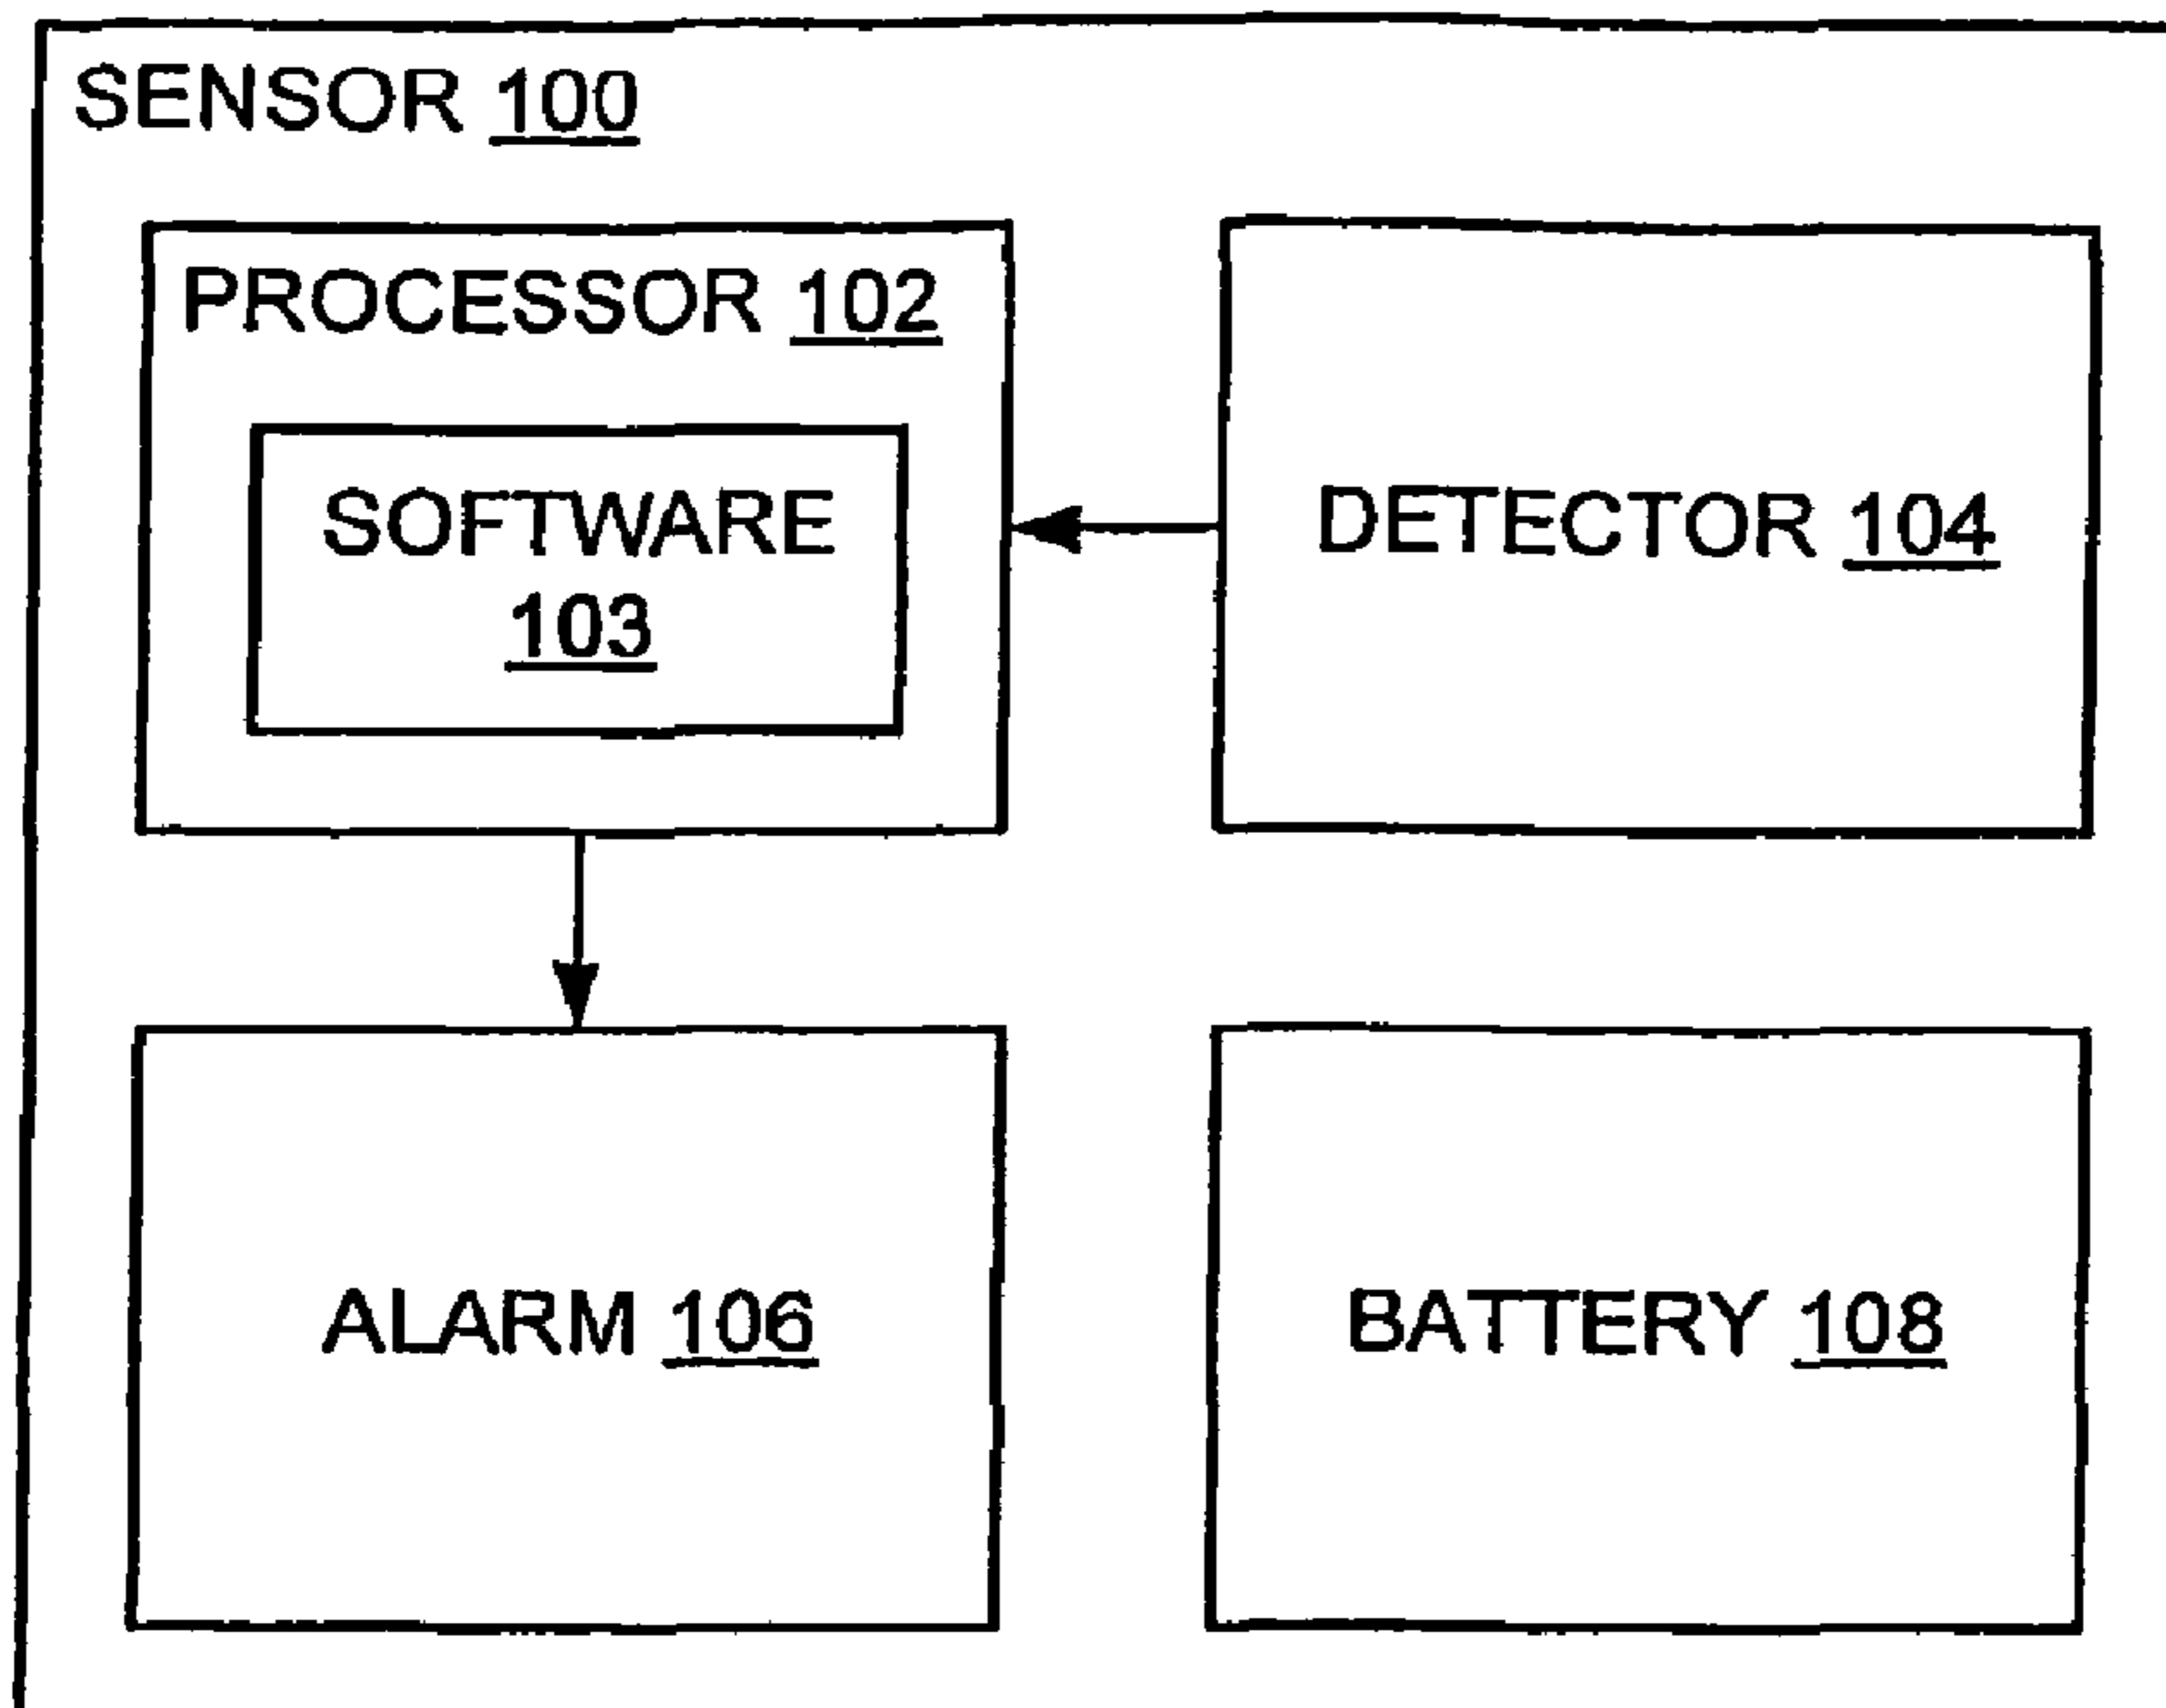 SENSOR 100
PROCESSOR 102
SOFTWARE
103
DETECTOR 104
ALARM 106
BATTERY 108